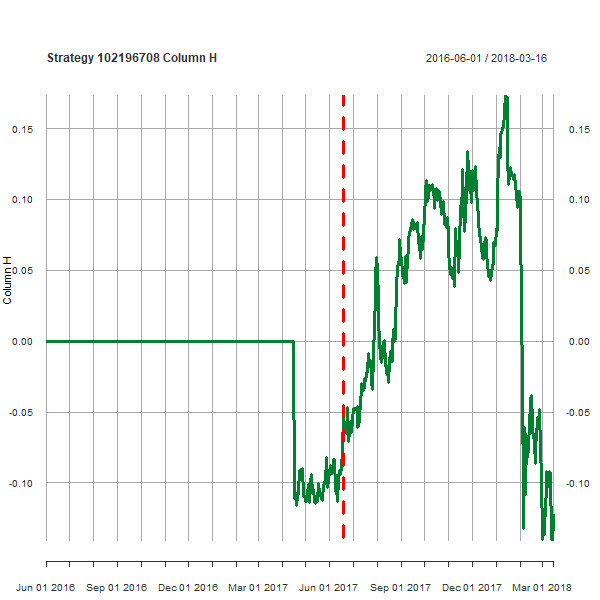 Strategy 102196708 Column H
2016-06-01 / 2018-03-16
0.15 0.15
0.10 0.10
0.05 0.05
0.00 0.00
-0.05 -0.05
-0.10 -0.10
Column H
Jun 01 2016 Sep 01 2016 Dec 01 2016 Mar 01 2017 Jun 01 2017 Sep 01 2017 Dec 01 2017 Mar 01 2018